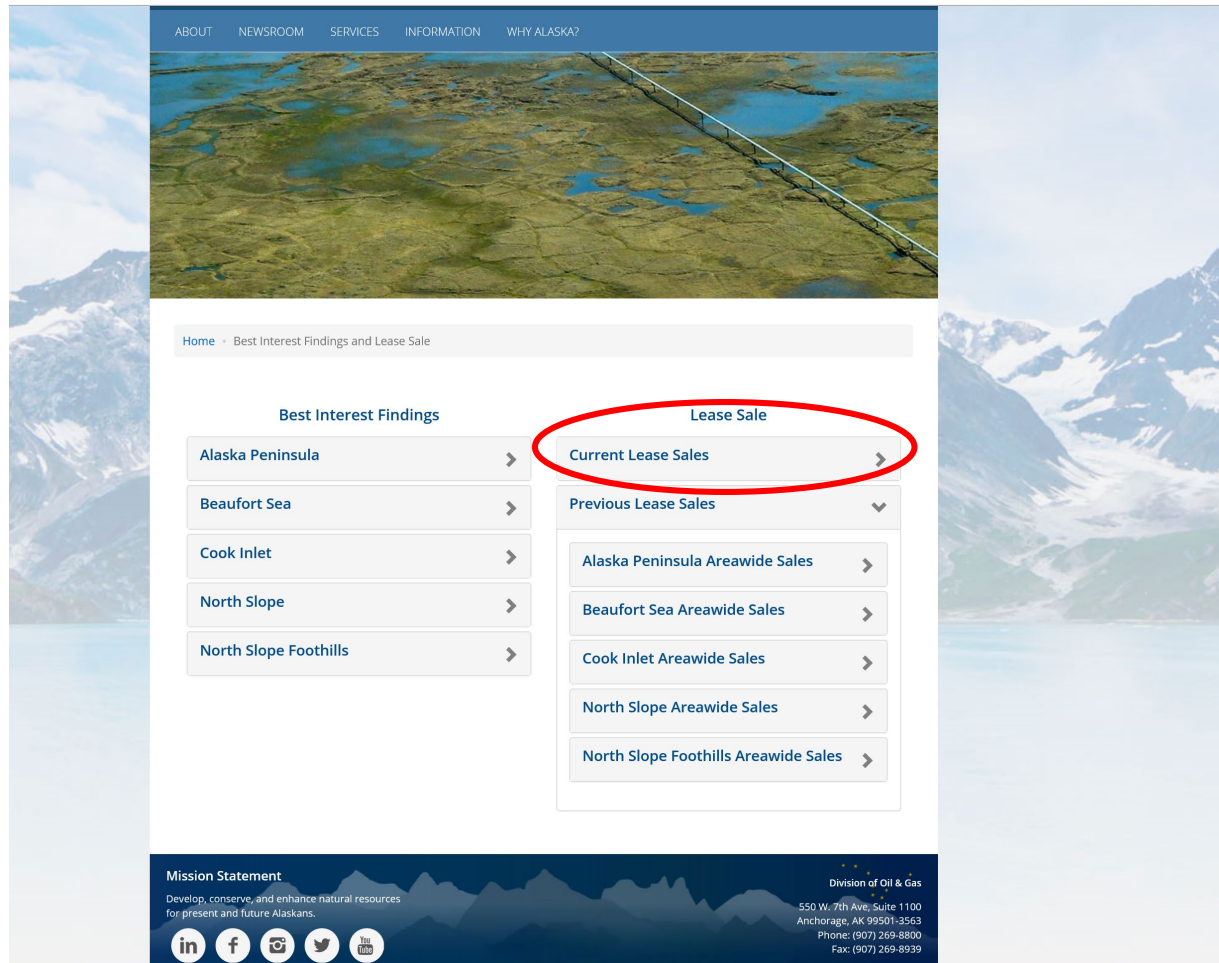 ABOUT NEWSROOM SERVICES INFORMATION WHY ALASKA?
Home • Best Interest Findings and Lease Sale
Best Interest Findings
Alaska Peninsula
Beaufort Sea
Cook Inlet
North Slope
North Slope Foothills
Lease Sale
Current Lease Sales
Previous Lease Sales
Alaska Peninsula Areawide Sales
Beaufort Sea Areawide Sales
Cook Inlet Areawide Sales
North Slope Areawide Sales
North Slope Foothills Areawide Sales
Mission Statement
Develop, conserve, and enhance natural resources
for present and future Alaskans.
in f You Tube
Division of Oil & Gas
550 W. 7th Ave, Suite 1100
Anchorage, AK 99501-3563
Phone: (907) 269-8800
Fax: (907) 269-8939